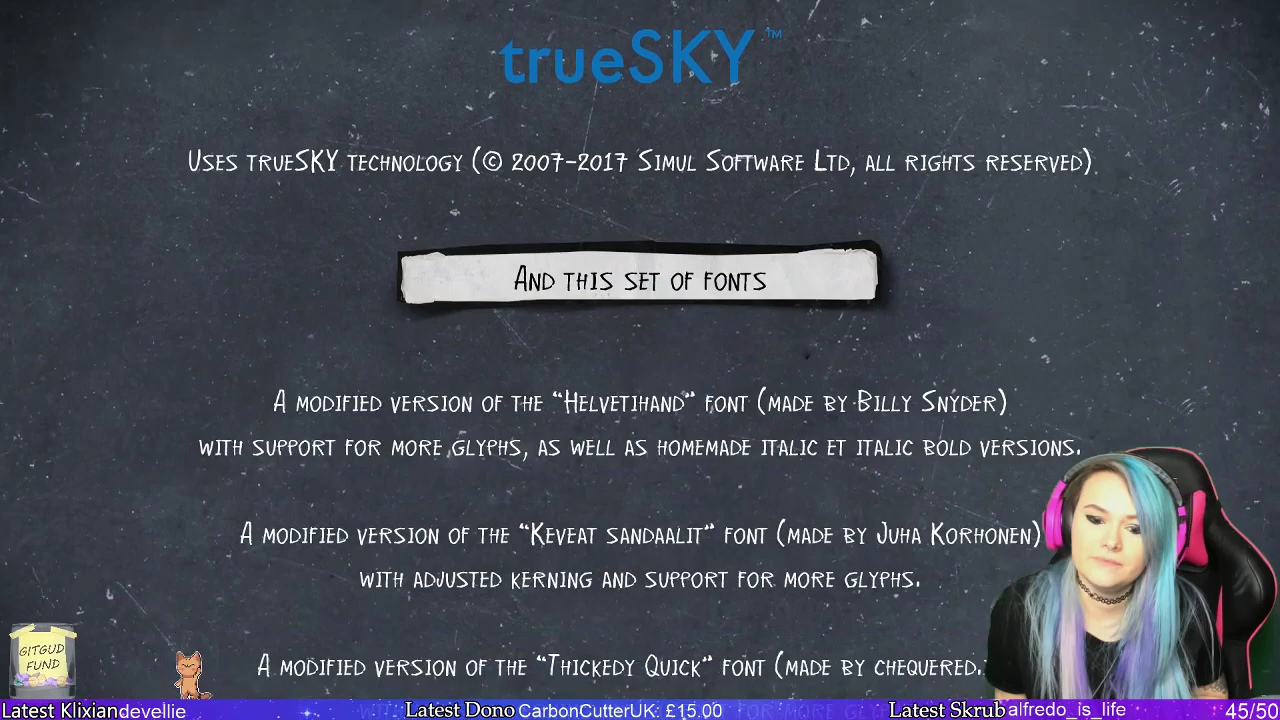 trueSKY™
Uses trueSKY technology (© 2007-2017 Simul Software Ltd, all rights reserved)
And this set of fonts
A modified version of the "Helvetihand" font (made by Billy Snyder)
with support for more glyphs, as well as homemade italic et italic bold versions.
A modified version of the "Keveat sandaalit" font (made by Juha Korhonen)
with adjusted kerning and support for more glyphs.
A modified version of the "Thickedy Quick" font (made by chequered.
GITGUD
FUND
Latest Klixian devellie
Latest Dono CarbonCutterUK: £15.00
Latest Skrub alfredo_is_life
45/50